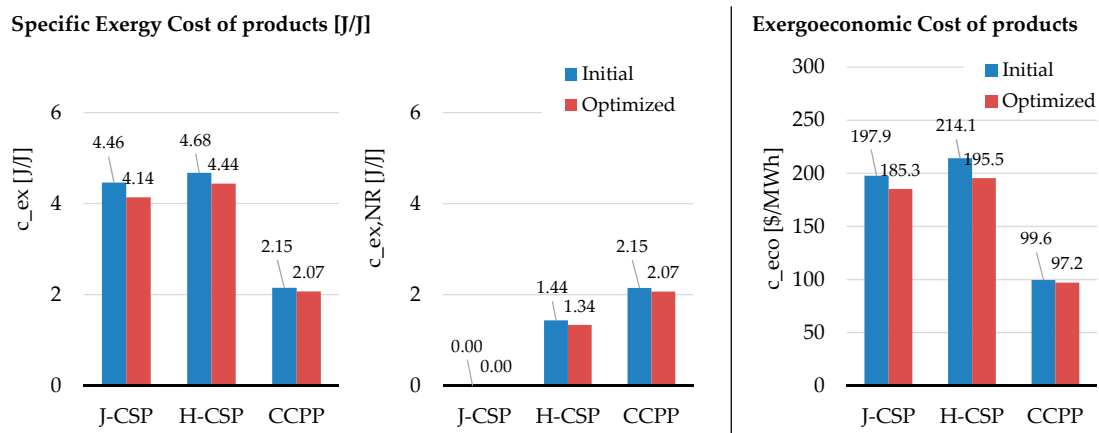 Specific Exergy Cost of products [J/J]
Exergoeconomic Cost of products
Initial
Optimized
c_ex [J/J]
6
4
2
0
4.46
4.14
4.68
4.44
2.15
2.07
J-CSP H-CSP CCPP
c_ex,NR [J/J]
6
4
2
0
0.00
0.00
1.44
1.34
2.15
2.07
J-CSP H-CSP CCPP
Initial
Optimized
c_eco [$/MWh]
300
250
200
150
100
50
0
197.9
185.3
214.1
195.5
99.6
97.2
J-CSP H-CSP CCPP